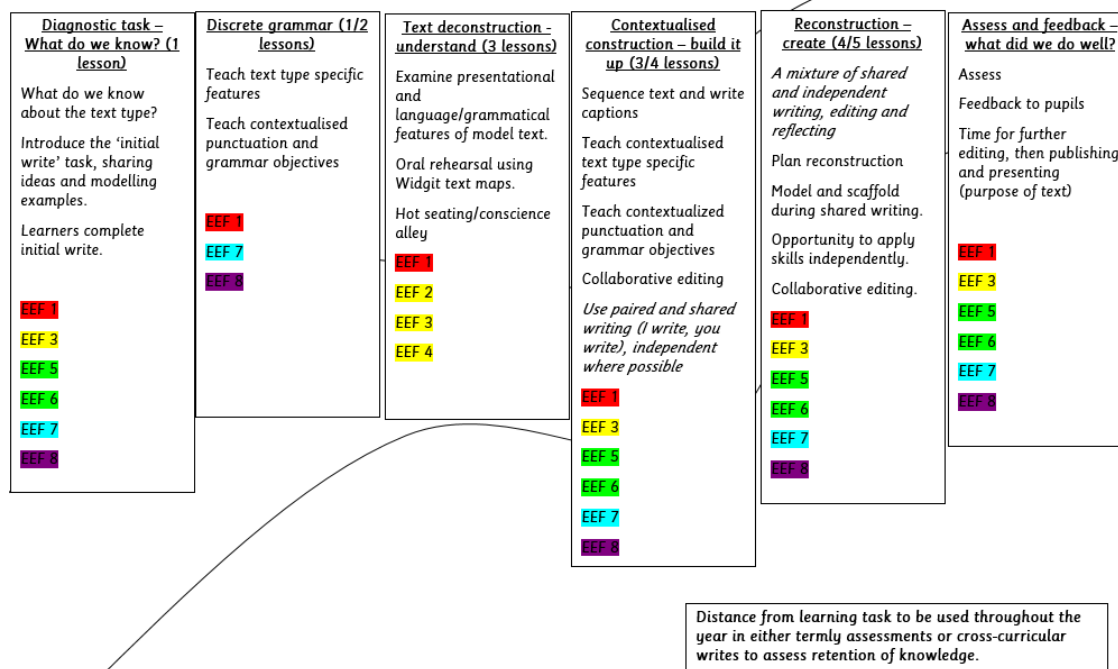 Diagnostic task –
What do we know? (1
lesson)
What do we know
about the text type?
Introduce the ‘initial
write’ task, sharing
ideas and modelling
examples.
Learners complete
initial write.
EEF 1
EEF 3
EEF 5
EEF 6
EEF 7
EEF 8
Discrete grammar (1/2
lessons)
Teach text type specific
features
Teach contextualised
punctuation and
grammar objectives
EEF 1
EEF 7
EEF 8
Text deconstruction
- understand (3 lessons)
Examine presentational
and
language/grammatical
features of model text.
Oral rehearsal using
Widgit text maps.
Hot seating/conscience
alley
EEF 1
EEF 2
EEF 3
EEF 4
Contextualised
construction – build it
up (3/4 lessons)
Sequence text and write
captions
Teach contextualised
text type specific
features
Teach contextualized
punctuation and
grammar objectives
Collaborative editing
Use paired and shared
writing (I write, you
write), independent
where possible
EEF 1
EEF 3
EEF 5
EEF 6
EEF 7
EEF 8
Reconstruction –
create (4/5 lessons)
A mixture of shared
and independent
writing, editing and
reflecting
Plan reconstruction
Model and scaffold
during shared writing.
Opportunity to apply
skills independently.
Collaborative editing.
EEF 1
EEF 3
EEF 5
EEF 6
EEF 7
EEF 8
Assess and feedback –
what did we do well?
Assess
Feedback to pupils
Time for further
editing, then publishing
and presenting
(purpose of text)
EEF 1
EEF 3
EEF 5
EEF 6
EEF 7
EEF 8
Distance from learning task to be used throughout the
year in either termly assessments or cross-curricular
writes to assess retention of knowledge.